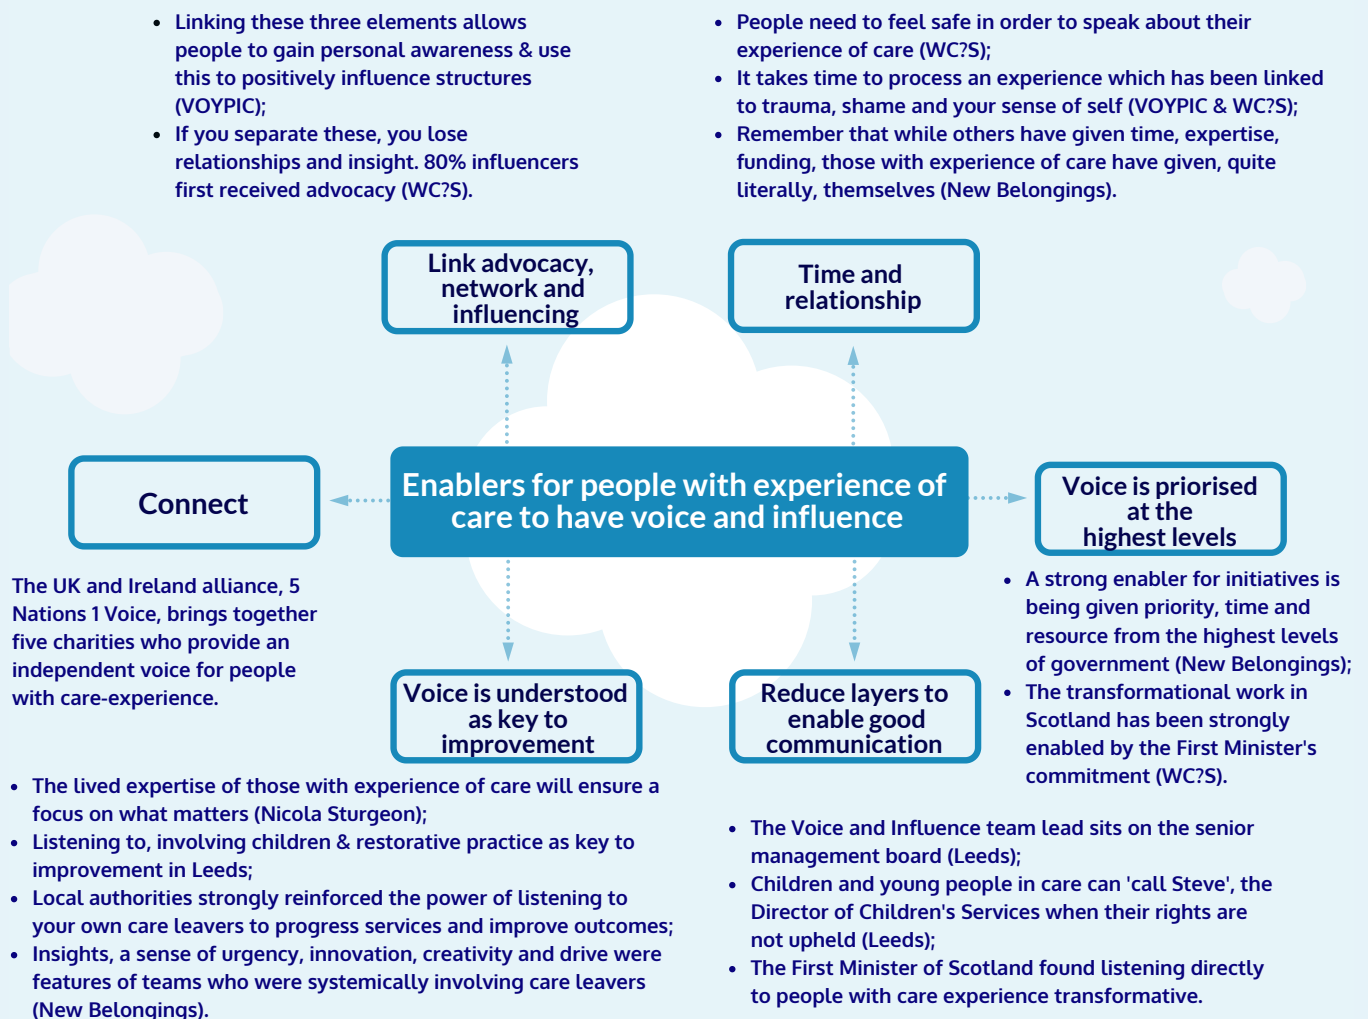 • Linking these three elements allows
people to gain personal awareness & use
this to positively influence structures
(VOYPIC);
• If you separate these, you lose
relationships and insight. 80% influencers
first received advocacy (WC?S).
• People need to feel safe in order to speak about their
experience of care (WC?S);
• It takes time to process an experience which has been linked
to trauma, shame and your sense of self (VOYPIC & WC?S);
• Remember that while others have given time, expertise,
funding, those with experience of care have given, quite
literally, themselves (New Belongings).
Link advocacy,
network and
influencing
Time and
relationship
Connect
Enablers for people with experience of
care to have voice and influence
Voice is priorised
at the
highest levels
The UK and Ireland alliance, 5
Nations 1 Voice, brings together
five charities who provide an
independent voice for people
with care-experience.
• A strong enabler for initiatives is
being given priority, time and
resource from the highest levels
of government (New Belongings);
• The transformational work in
Scotland has been strongly
enabled by the First Minister's
commitment (WC?S).
Voice is understood
as key to
improvement
Reduce layers to
enable good
communication
• The lived expertise of those with experience of care will ensure a
focus on what matters (Nicola Sturgeon);
• Listening to, involving children & restorative practice as key to
improvement in Leeds;
• Local authorities strongly reinforced the power of listening to
your own care leavers to progress services and improve outcomes;
• Insights, a sense of urgency, innovation, creativity and drive were
features of teams who were systemically involving care leavers
(New Belongings).
• The Voice and Influence team lead sits on the senior
management board (Leeds);
• Children and young people in care can 'call Steve', the
Director of Children's Services when their rights are
not upheld (Leeds);
• The First Minister of Scotland found listening directly
to people with care experience transformative.